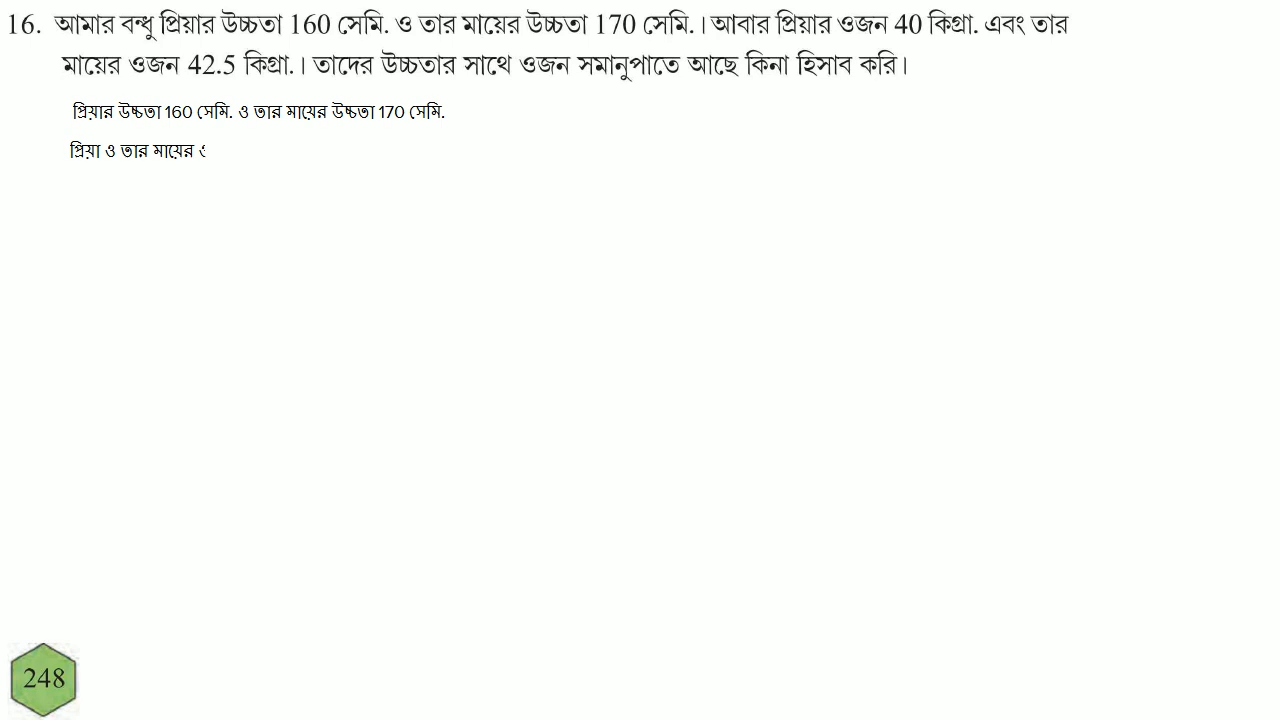 16. আমার বন্ধু প্রিয়ার উচ্চতা 160 সেমি. ও তার মায়ের উচ্চতা 170 সেমি.। আবার প্রিয়ার ওজন 40 কিগ্রা. এবং তার
মায়ের ওজন 42.5 কিগ্রা.। তাদের উচ্চতার সাথে ওজন সমানুপাতে আছে কিনা হিসাব করি।
প্রিয়ার উচ্চতা 160 সেমি. ও তার মায়ের উচ্চতা 170 সেমি.
প্রিয়া ও তার মায়ের
248